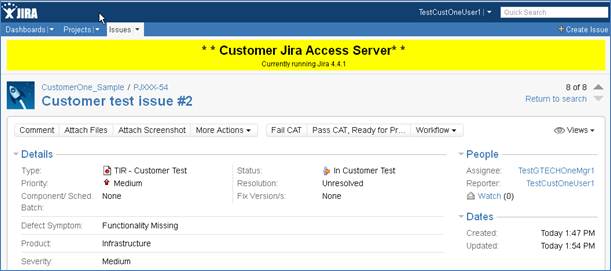 JIRA TestCustOneUser1 Quick Search
Dashboards Projects Issues + Create Issue
* * Customer Jira Access Server* *
Currently running Jira 4.4.1
CustomerOne_Sample / PJXXX-54 8 of 8
Customer test issue #2 Return to search
Comment Attach Files Attach Screenshot More Actions Fail CAT Pass CAT, Ready for Pr... Workflow Views
Details People
Type: TIR - Customer Test Status: In Customer Test Assignee: TestGTECHOneMgr1
Priority: Medium Resolution: Unresolved Reporter: TestCustOneUser1
Component/ Sched None Fix Version/s: None Watch (0)
Batch:
Defect Symptom: Functionality Missing Dates
Product: Infrastructure Created: Today 1:47 PM
Severity: Medium Updated: Today 1:54 PM